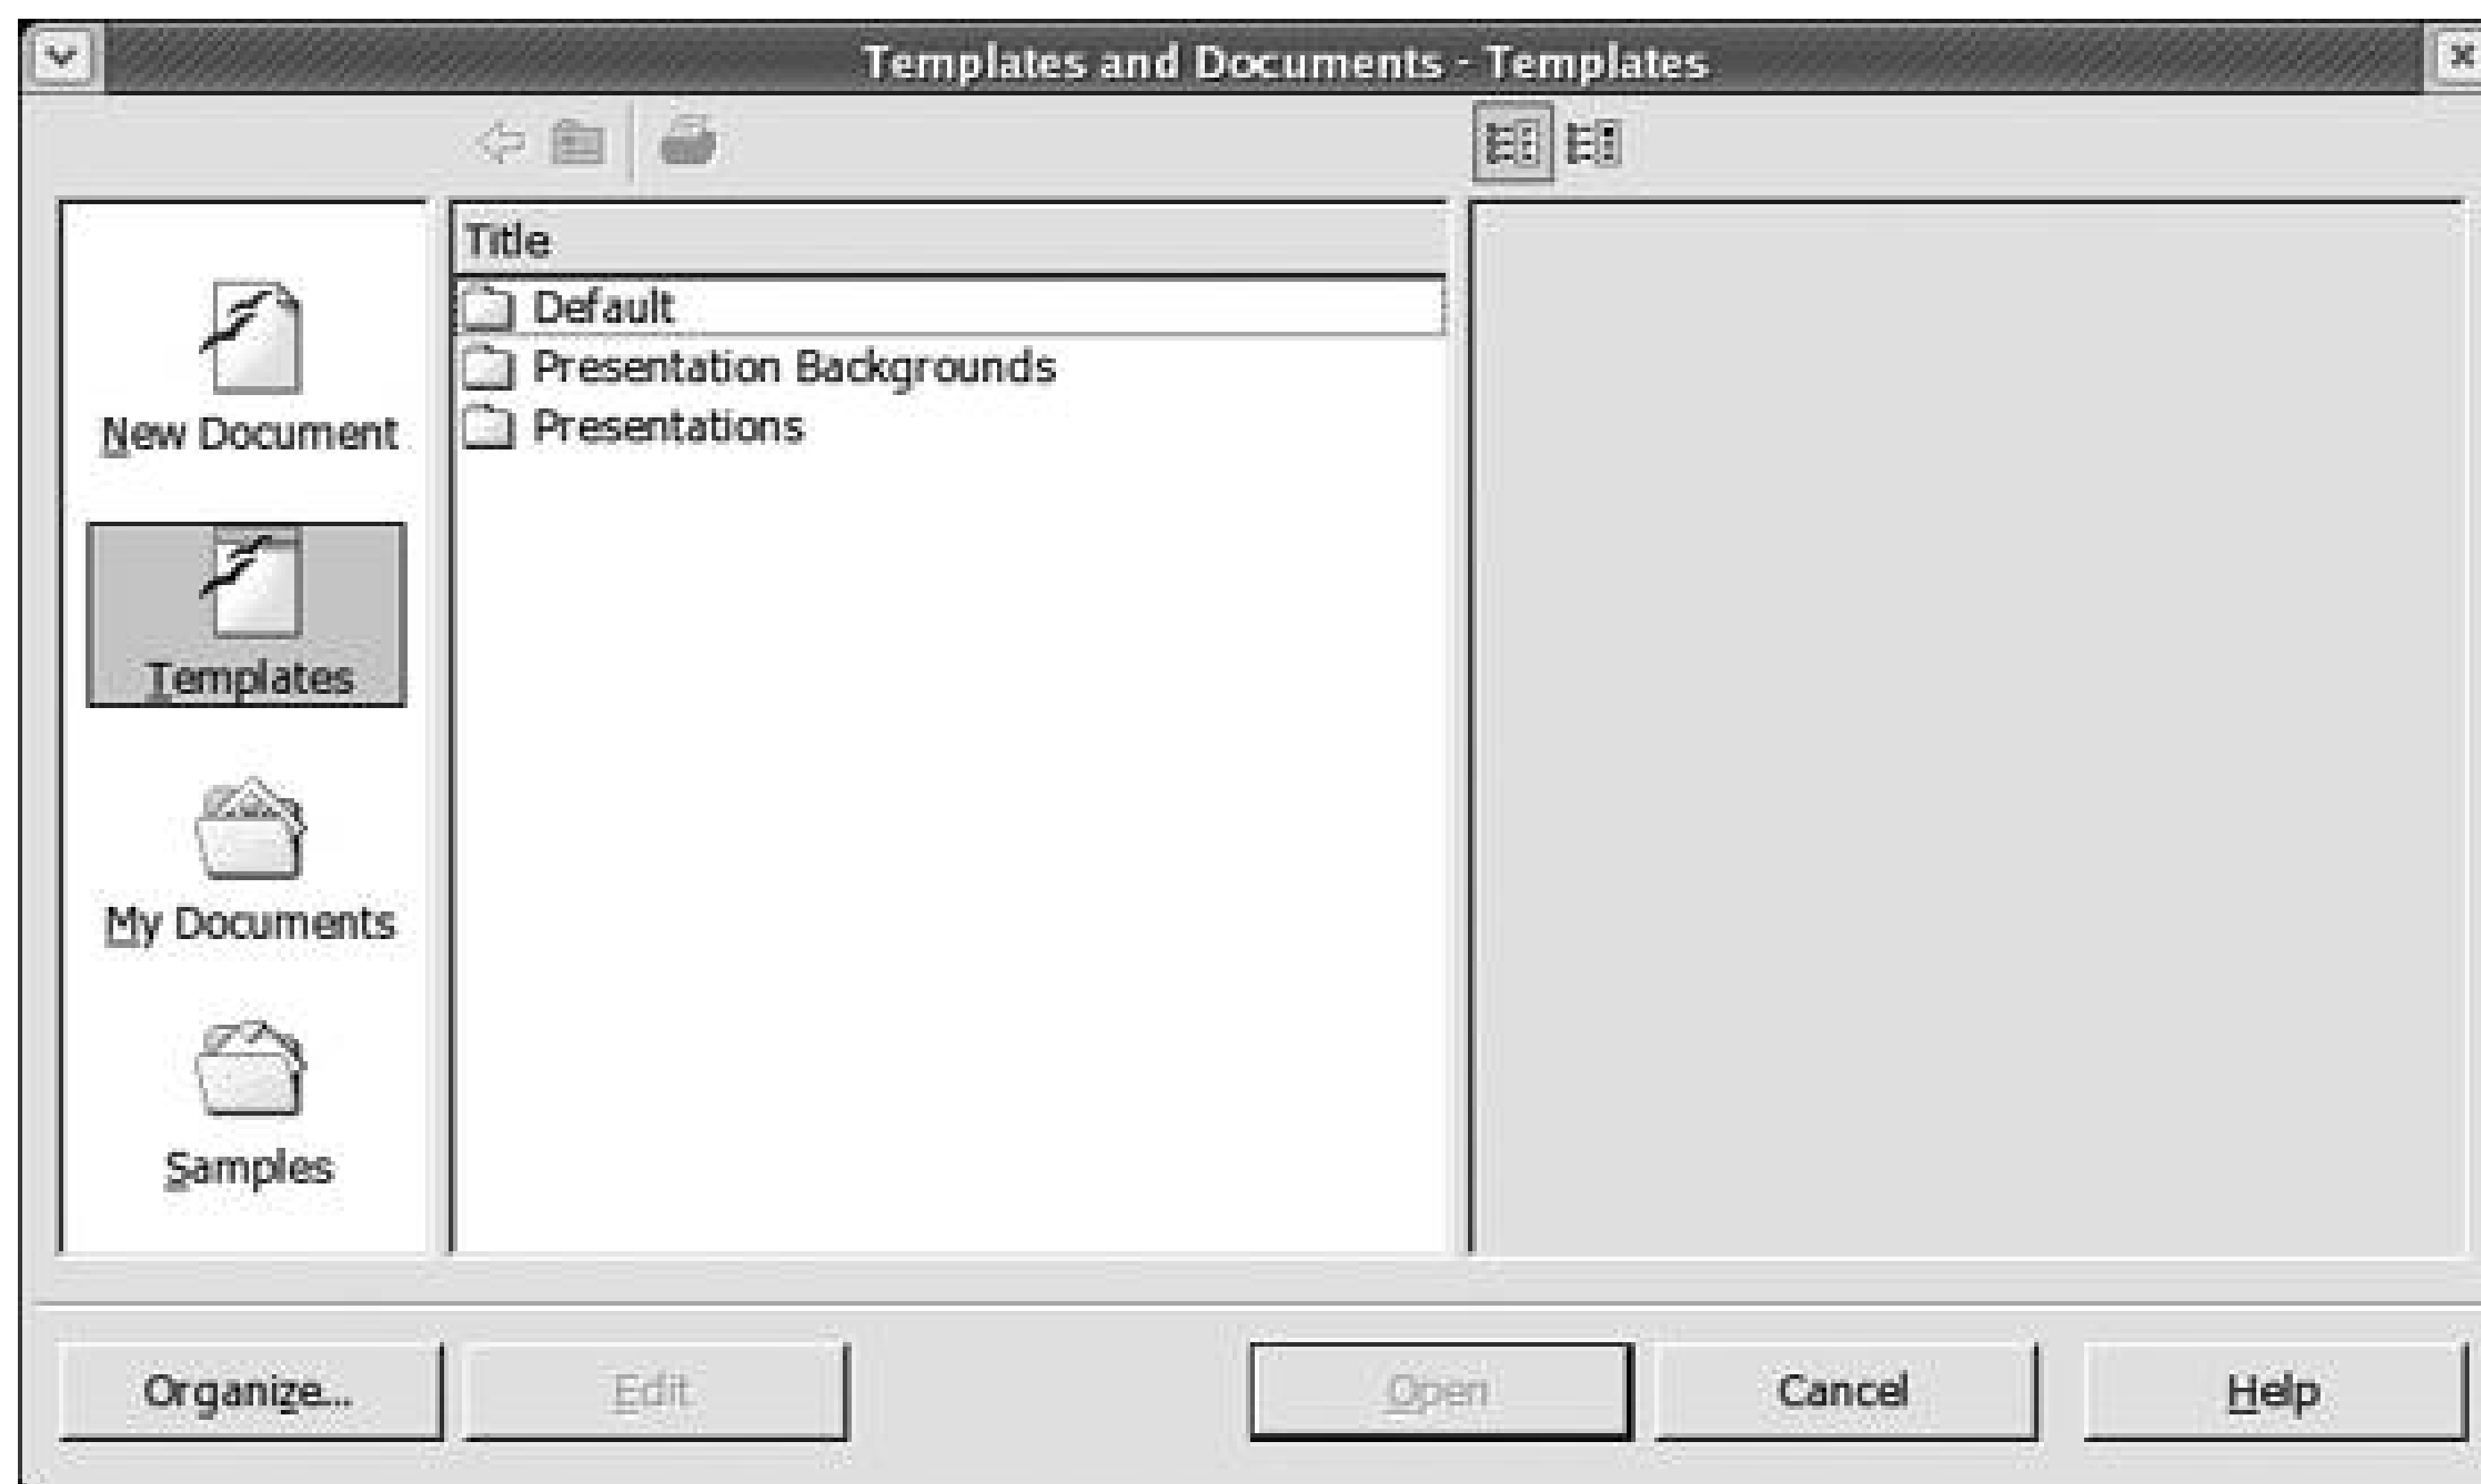 Templates and Documents - Templates
Title
Default
Presentation Backgrounds
Presentations
New Document
Templates
My Documents
Samples
Organize...
Edit
Open
Cancel
Help